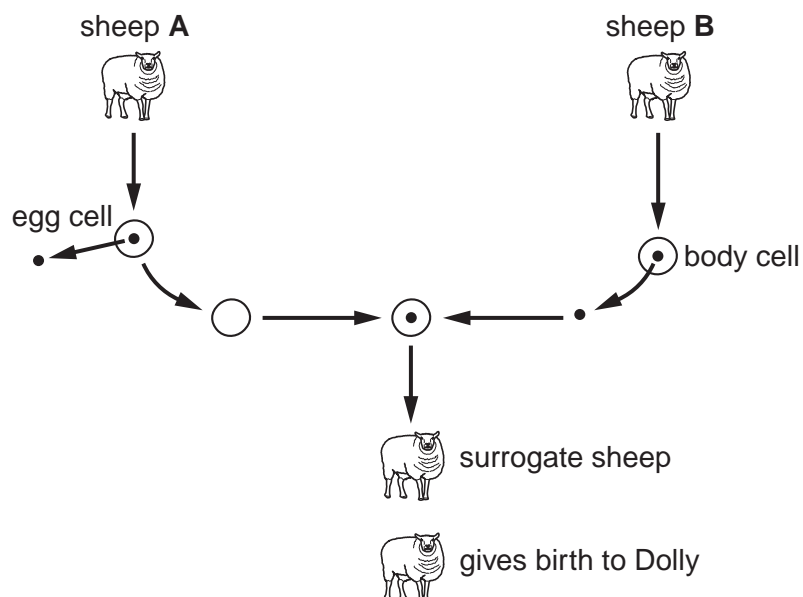 sheep A
sheep B
egg cell
body cell
surrogate sheep
gives birth to Dolly